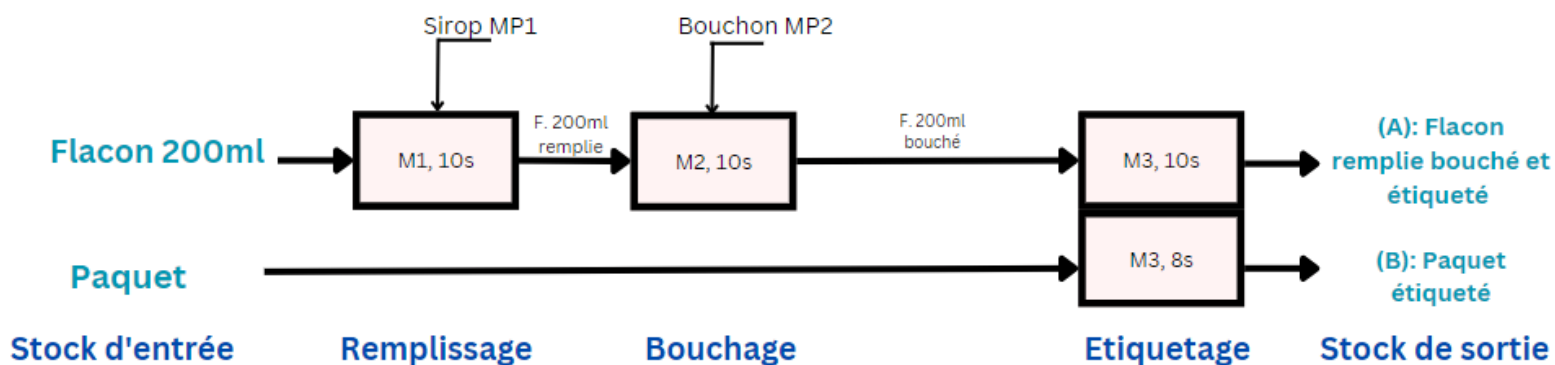 Sirop MP1
Bouchon MP2
Flacon 200ml
M1, 10s
F. 200ml
remplie
M2, 10s
F. 200ml
bouché
M3, 10s
(A): Flacon
remplie bouché et
étiqueté
Paquet
M3, 8s
(B): Paquet
étiqueté
Stock d'entrée
Remplissage
Bouchage
Etiquetage
Stock de sortie